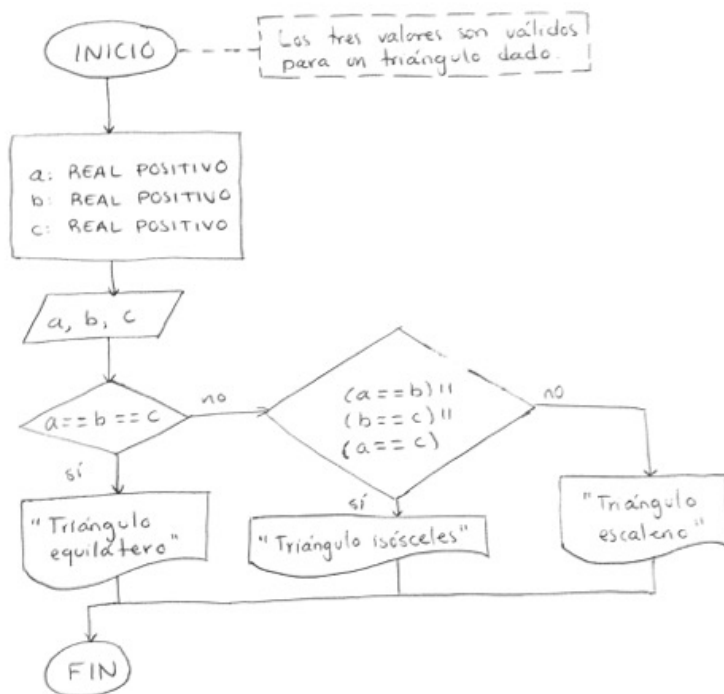 INICIO
Los tres valores son válidos
para un triángulo dado.
a: REAL POSITIVO
b: REAL POSITIVO
c: REAL POSITIVO
a, b, c
a==b==c
no
(a==b)||
(b==c)||
(a==c)
no
sí
sí
"Triángulo
equilátero"
"Triángulo isósceles"
"Triángulo
escaleno"
FIN